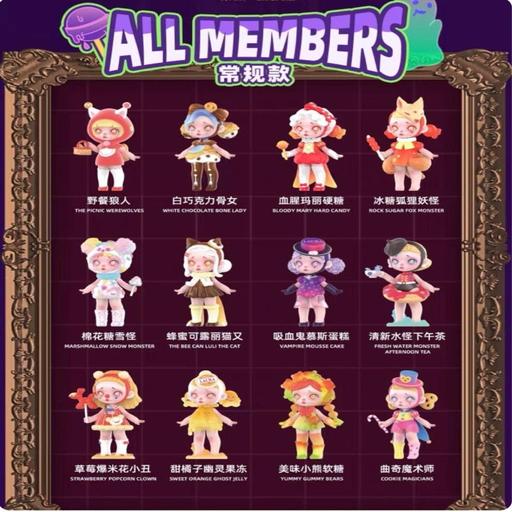 ALL MEMBERS
常规款
野餐狼人
THE PICNIC WEREWOLVES
白巧克力骨女
WHITE CHOCOLATE BONE LADY
血腥玛丽硬糖
BLOODY MARY HARD CANDY
冰糖狐狸妖怪
ROCK SUGAR FOX MONSTER
棉花糖雪怪
MARSHMALLOW SNOW MONSTER
蜂蜜可露丽猫又
THE BEE CAN LULI THE CAT
吸血鬼慕斯蛋糕
VAMPIRE MOUSSE CAKE
清新水怪下午茶
FRESH WATER MONSTER
AFTERNOON TEA
草莓爆米花小丑
STRAWBERRY POPCORN CLOWN
甜橘子幽灵果冻
SWEET ORANGE GHOST JELLY
美味小熊软糖
YUMMY GUMMY BEARS
曲奇魔术师
COOKIE MAGICIANS